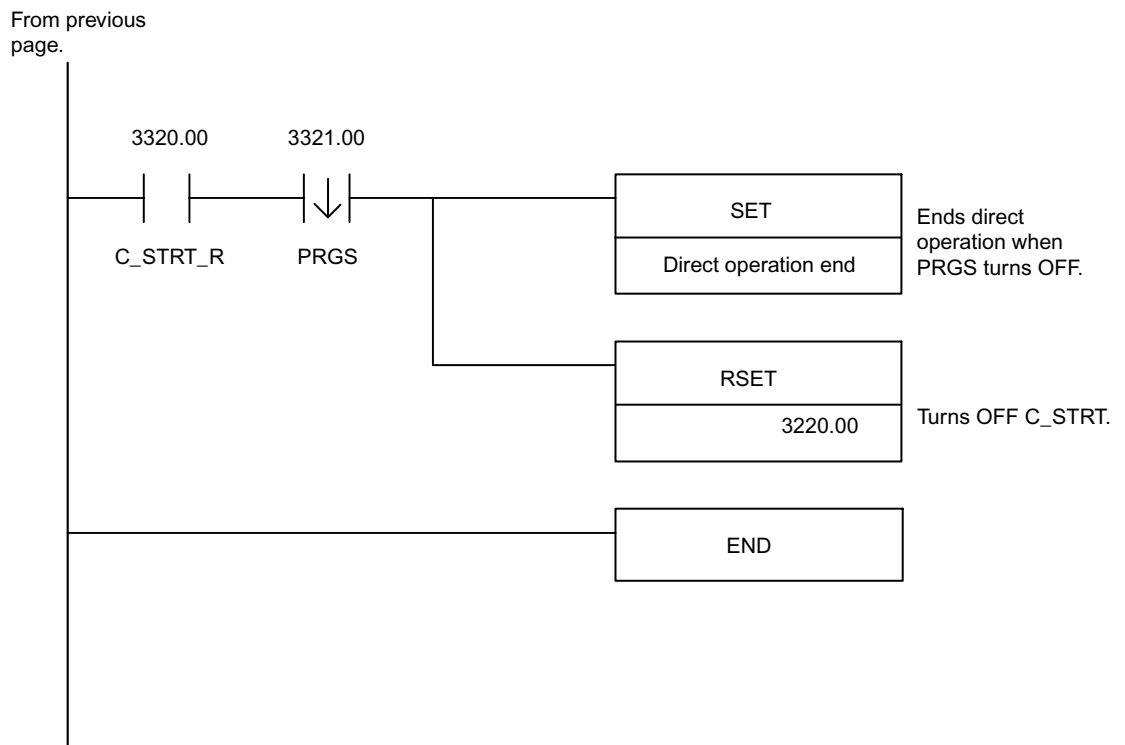 From previous
page.
3320.00
3321.00
C_STRT_R
PRGS
SET
Direct operation end
Ends direct
operation when
PRGS turns OFF.
RSET
3220.00
Turns OFF C_STRT.
END